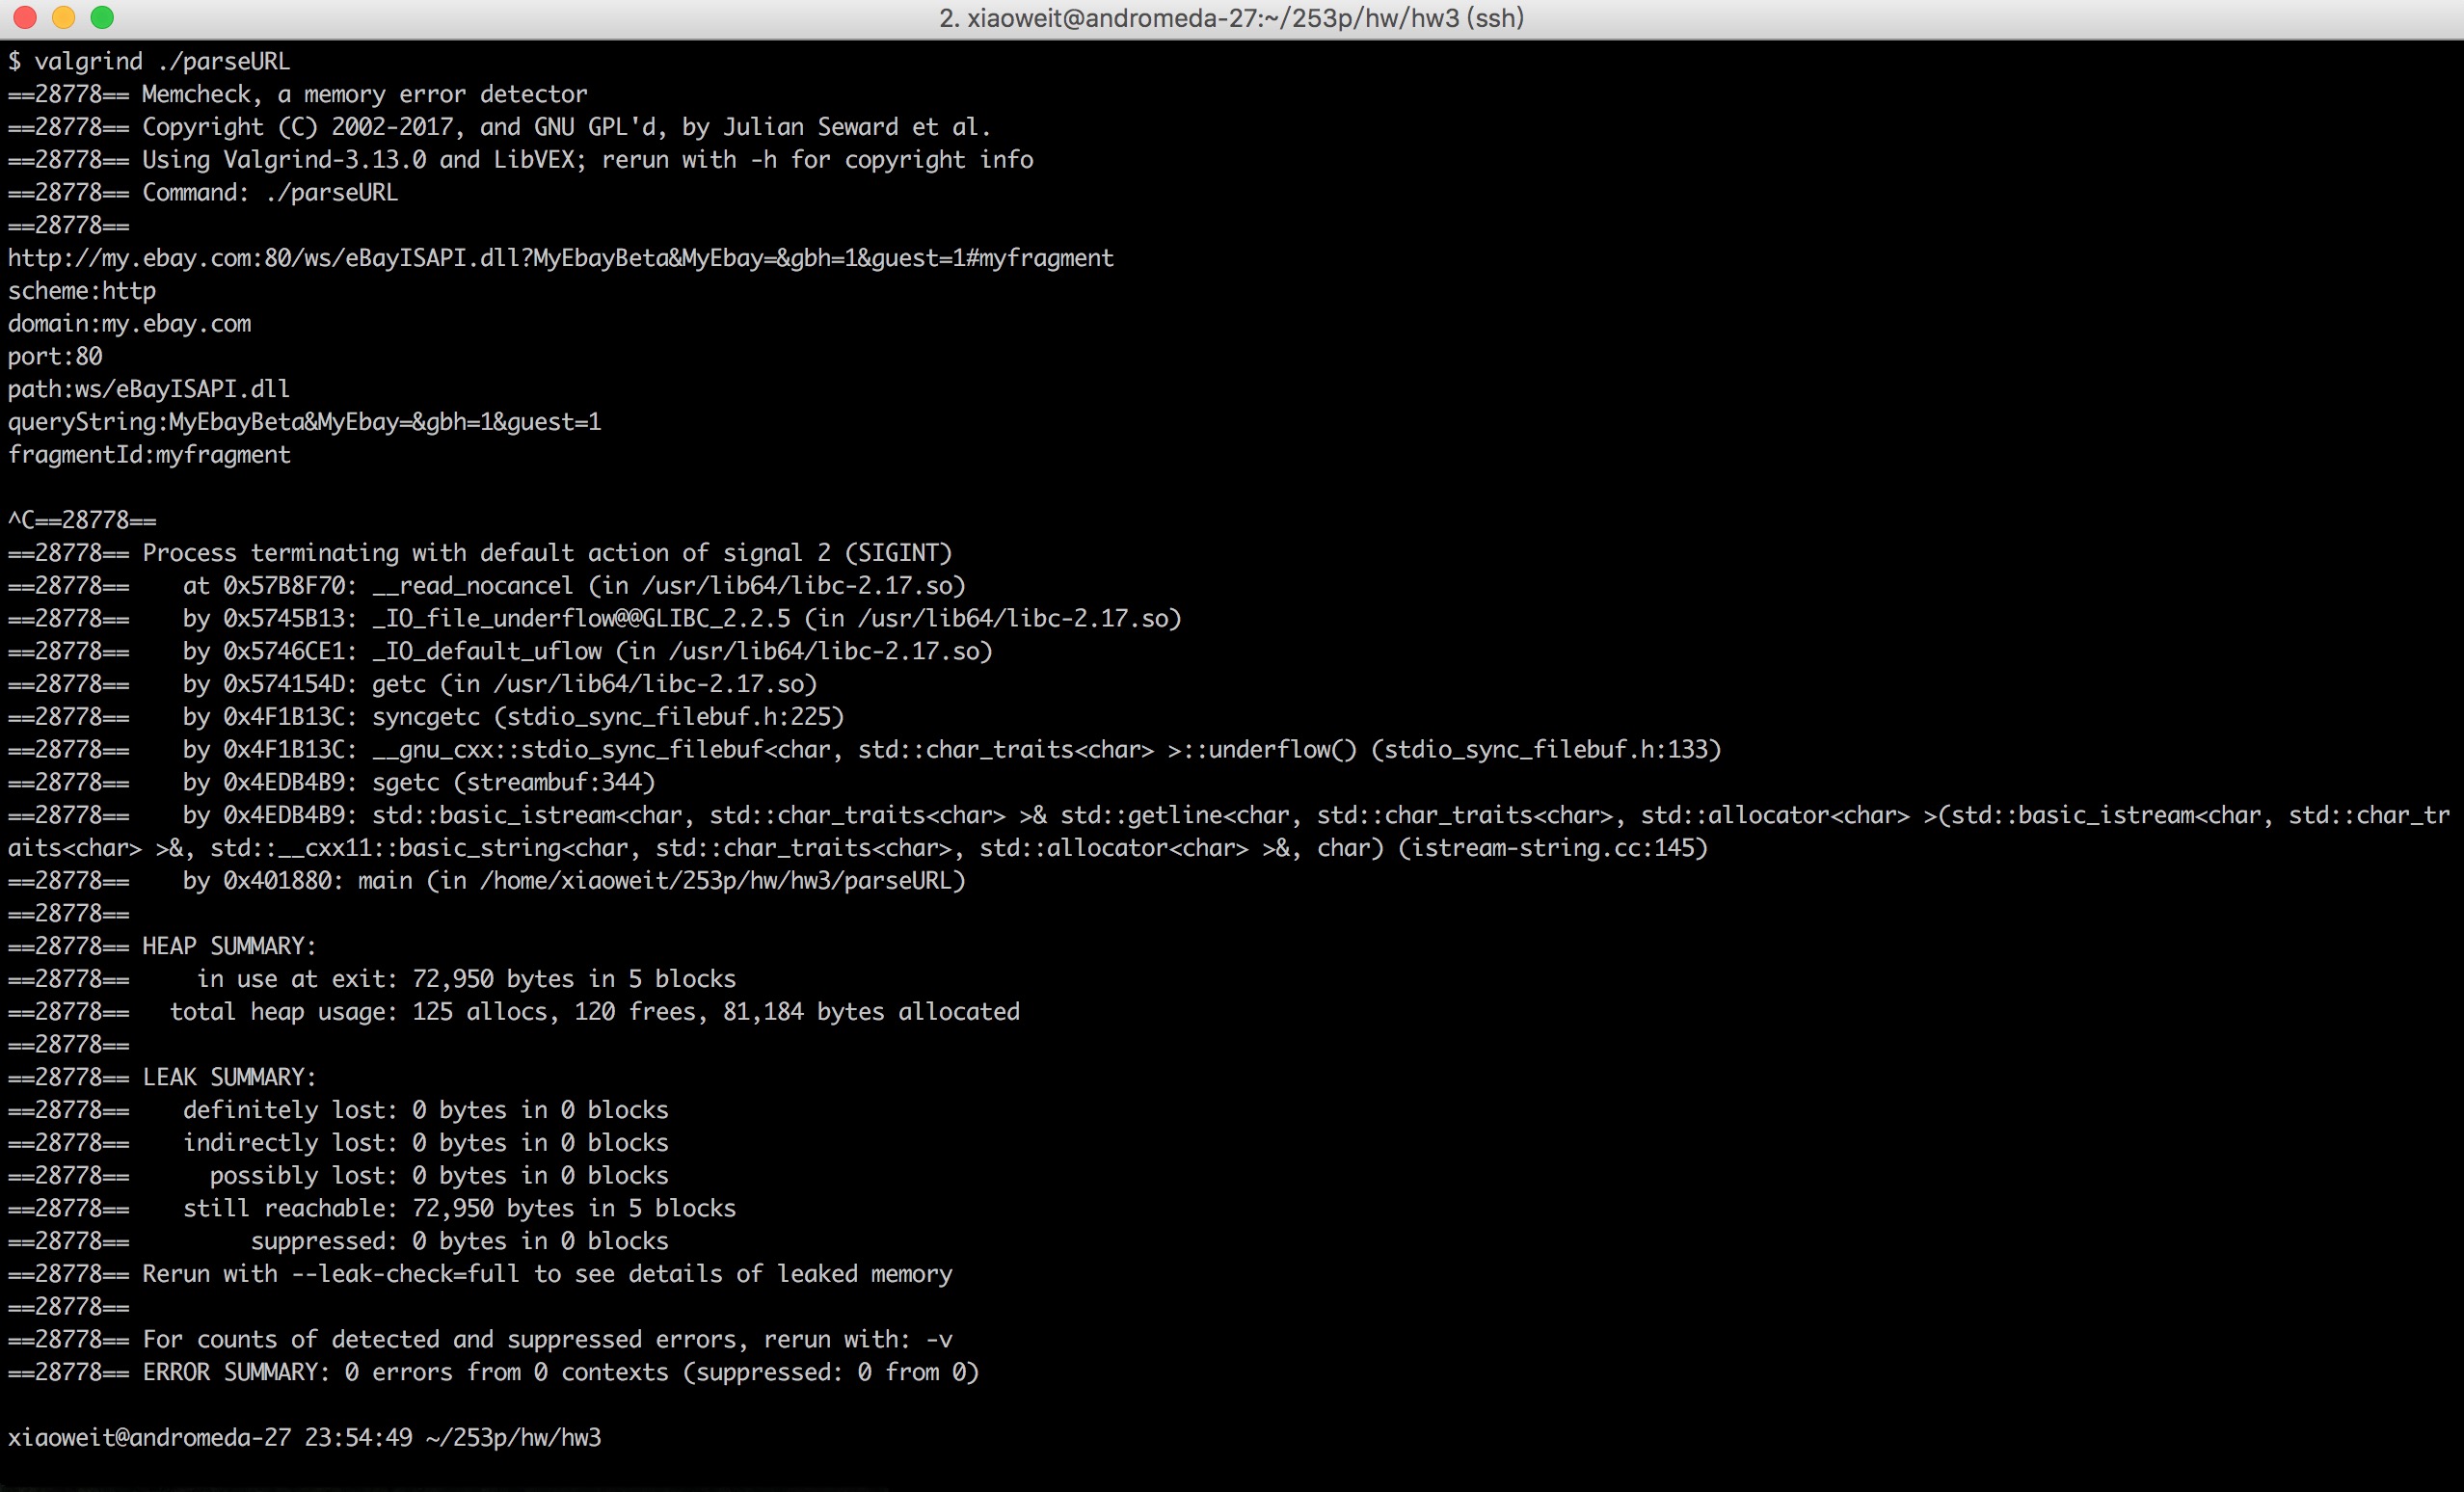 2. xiaoweit@andromeda-27:~/253p/hw/hw3 (ssh)
$ valgrind ./parseURL
==28778== Memcheck, a memory error detector
==28778== Copyright (C) 2002-2017, and GNU GPL'd, by Julian Seward et al.
==28778== Using Valgrind-3.13.0 and LibVEX; rerun with -h for copyright info
==28778== Command: ./parseURL
==28778==
http://my.ebay.com:80/ws/eBayISAPI.dll?MyEbayBeta&MyEbay=&gbh=1&guest=1#myfragment
scheme:http
domain:my.ebay.com
port:80
path:ws/eBayISAPI.dll
queryString:MyEbayBeta&MyEbay=&gbh=1&guest=1
fragmentId:myfragment
^C==28778==
==28778== Process terminating with default action of signal 2 (SIGINT)
==28778==    at 0x57B8F70: __read_nocancel (in /usr/lib64/libc-2.17.so)
==28778==    by 0x5745B13: _IO_file_underflow@@GLIBC_2.2.5 (in /usr/lib64/libc-2.17.so)
==28778==    by 0x5746CE1: _IO_default_uflow (in /usr/lib64/libc-2.17.so)
==28778==    by 0x574154D: getc (in /usr/lib64/libc-2.17.so)
==28778==    by 0x4F1B13C: syncgetc (stdio_sync_filebuf.h:225)
==28778==    by 0x4F1B13C: __gnu_cxx::stdio_sync_filebuf<char, std::char_traits<char> >::underflow() (stdio_sync_filebuf.h:133)
==28778==    by 0x4EDB4B9: sgetc (streambuf:344)
==28778==    by 0x4EDB4B9: std::basic_istream<char, std::char_traits<char> >& std::getline<char, std::char_traits<char>, std::allocator<char> >(std::basic_istream<char, std::char_tr
aits<char> >&, std::__cxx11::basic_string<char, std::char_traits<char>, std::allocator<char> >&, char) (istream-string.cc:145)
==28778==    by 0x401880: main (in /home/xiaoweit/253p/hw/hw3/parseURL)
==28778==
==28778== HEAP SUMMARY:
==28778==     in use at exit: 72,950 bytes in 5 blocks
==28778==   total heap usage: 125 allocs, 120 frees, 81,184 bytes allocated
==28778==
==28778== LEAK SUMMARY:
==28778==    definitely lost: 0 bytes in 0 blocks
==28778==    indirectly lost: 0 bytes in 0 blocks
==28778==      possibly lost: 0 bytes in 0 blocks
==28778==    still reachable: 72,950 bytes in 5 blocks
==28778==         suppressed: 0 bytes in 0 blocks
==28778== Rerun with --leak-check=full to see details of leaked memory
==28778==
==28778== For counts of detected and suppressed errors, rerun with: -v
==28778== ERROR SUMMARY: 0 errors from 0 contexts (suppressed: 0 from 0)
xiaoweit@andromeda-27 23:54:49 ~/253p/hw/hw3